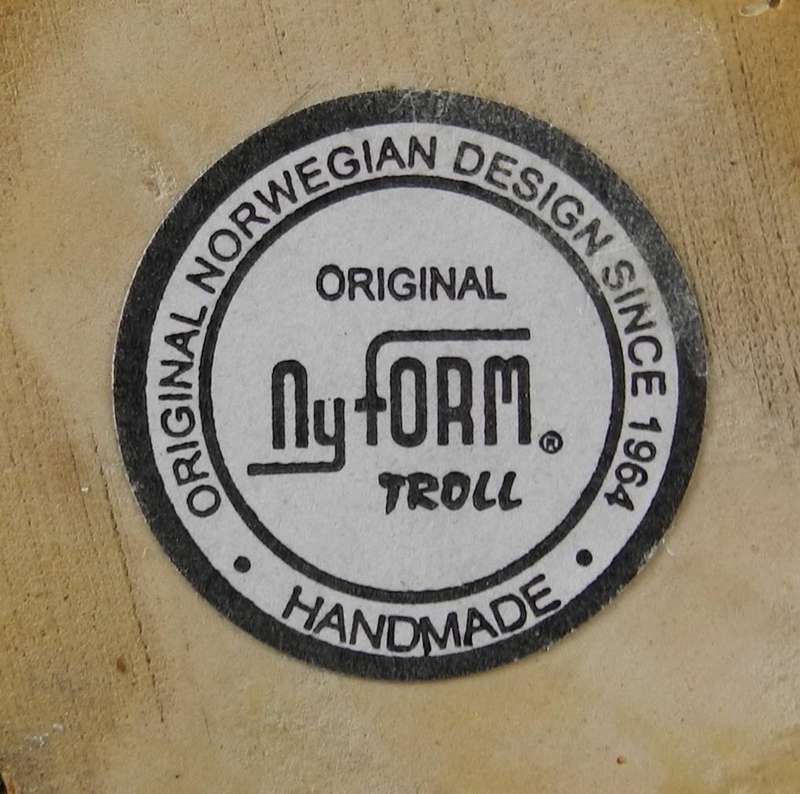 ORIGINAL NORWEGIAN DESIGN SINCE 1964
ORIGINAL
nyfORM®
TROLL
• HANDMADE •